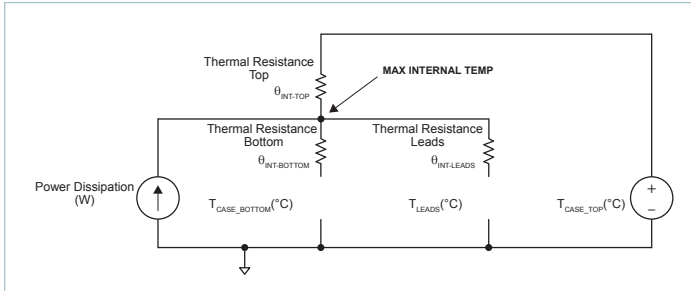 Thermal Resistance
Top
θINT-TOP
MAX INTERNAL TEMP
Thermal Resistance
Bottom
θINT-BOTTOM
Thermal Resistance
Leads
θINT-LEADS
Power Dissipation
(W)
TCASE_BOTTOM(°C)
TLEADS(°C)
TCASE_TOP(°C)
+
–